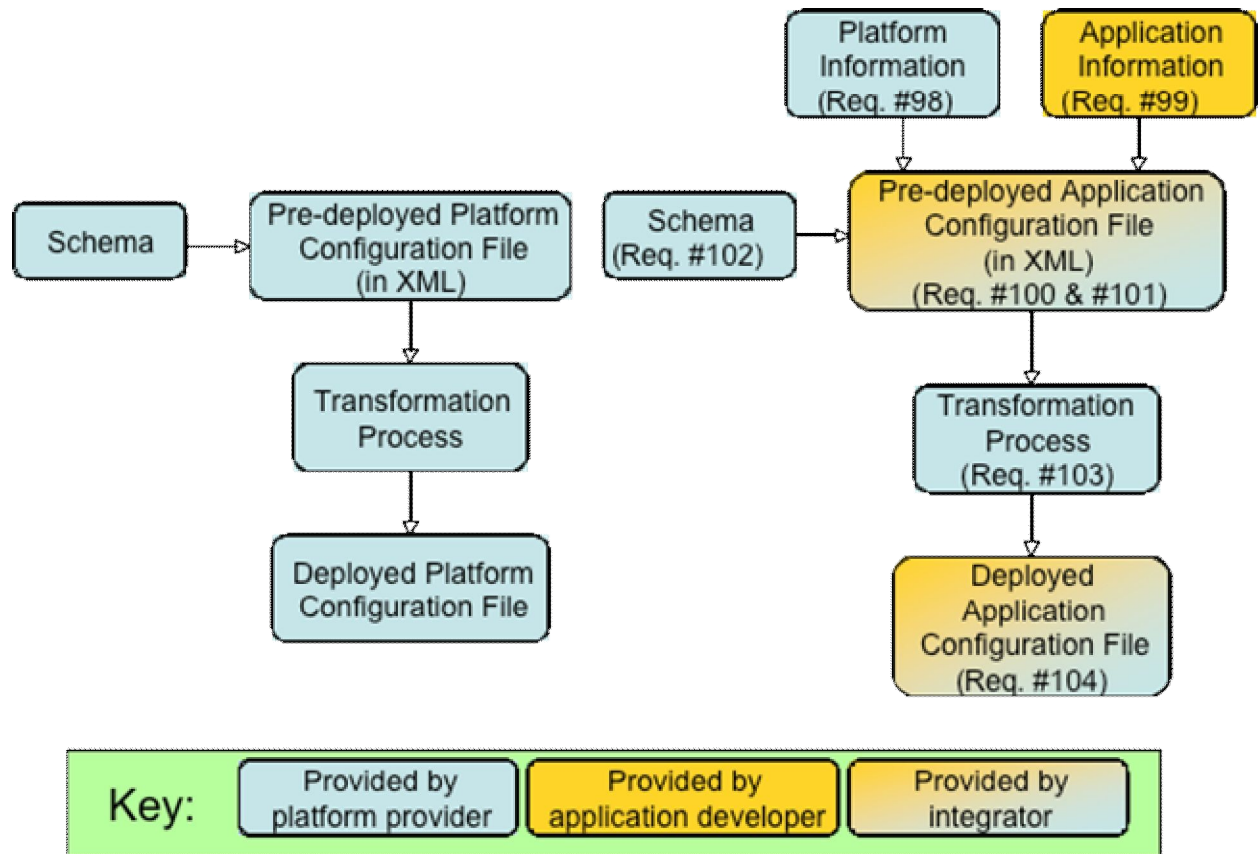 Platform
Information
(Req. #98)
Application
Information
(Req. #99)
Schema
Pre-deployed Platform
Configuration File
(in XML)
Schema
(Req. #102)
Pre-deployed Application
Configuration File
(in XML)
(Req. #100 & #101)
Transformation
Process
Transformation
Process
(Req. #103)
Deployed Platform
Configuration File
Deployed
Application
Configuration File
(Req. #104)
Key:
Provided by
platform provider
Provided by
application developer
Provided by
integrator